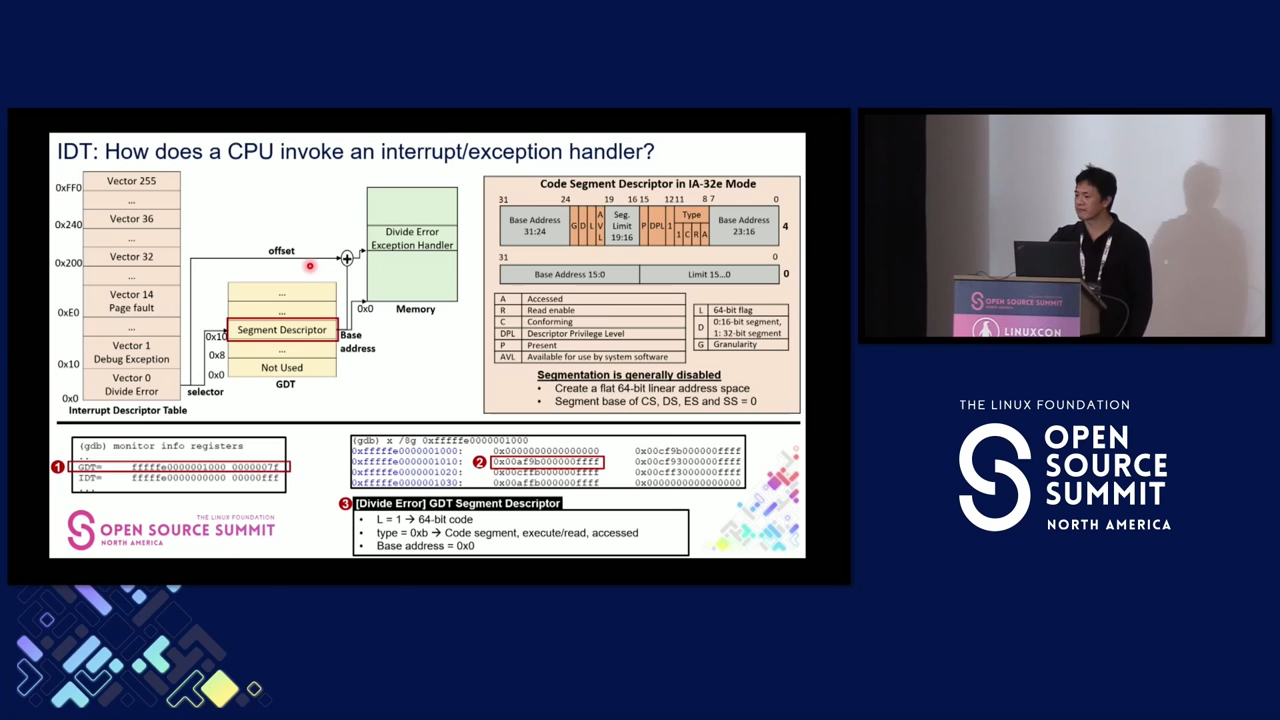 IDT: How does a CPU invoke an interrupt/exception handler?
0xFF0
Vector 255
...
Vector 36
0x240
...
Vector 32
0x200
...
Vector 14
Page fault
0xE0
...
Vector 1
Debug Exception
0x10
Vector 0
Divide Error
0x0
Interrupt Descriptor Table
selector
offset
...
...
Segment Descriptor
0x10
...
0x8
Not Used
0x0
GDT
Base
address
+
Divide Error
Exception Handler
0x0
Memory
Code Segment Descriptor in IA-32e Mode
31 24 19 16 15 12 11 8 7 0
Base Address
31:24
G D L A V L
Seg.
Limit
19:16
P DPL 1
Type
1 C R A
Base Address
23:16
4
31 0
Base Address 15:0
Limit 15...0
0
A Accessed
R Read enable
C Conforming
DPL Descriptor Privilege Level
P Present
AVL Available for use by system software
L 64-bit flag
D 0:16-bit segment,
1: 32-bit segment
G Granularity
Segmentation is generally disabled
• Create a flat 64-bit linear address space
• Segment base of CS, DS, ES and SS = 0
(gdb) monitor info registers
..
1 GDT= fffffe0000001000 0000007f
IDT= fffffe0000000000 00000fff
...
(gdb) x /8g 0xfffffe0000001000
0xfffffe0000001000: 0x0000000000000000 0x00cf9b000000ffff
0xfffffe0000001010: 2 0x00af9b000000ffff 0x00cf93000000ffff
0xfffffe0000001020: 0x00cffb000000ffff 0x00cff3000000ffff
0xfffffe0000001030: 0x00affb000000ffff 0x0000000000000000
3 [Divide Error] GDT Segment Descriptor
• L = 1 → 64-bit code
• type = 0xb → Code segment, execute/read, accessed
• Base address = 0x0
THE LINUX FOUNDATION
OPEN SOURCE SUMMIT
NORTH AMERICA
OPEN SOURCE SUMMIT
LINUXCON
THE LINUX FOUNDATION
OPEN
SOURCE
SUMMIT
NORTH AMERICA